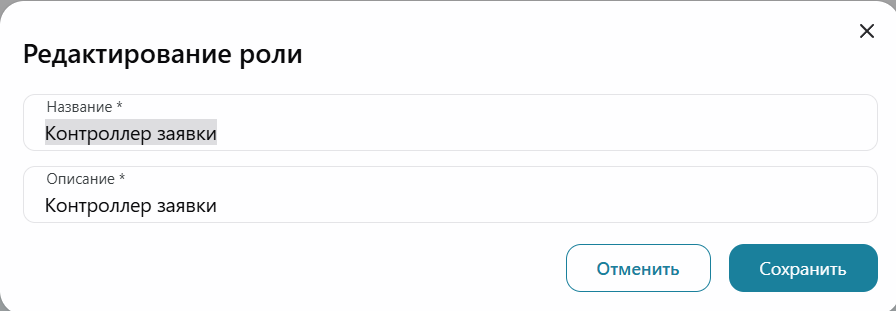 Редактирование роли
Название *
Контроллер заявки
Описание *
Контроллер заявки
Отменить
Сохранить